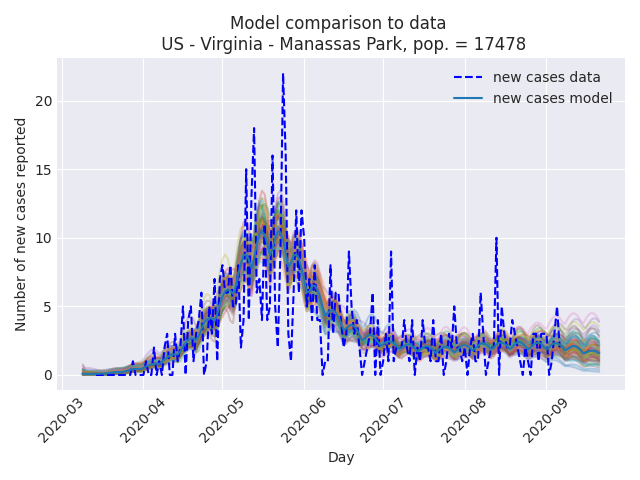 Model comparison to data
US - Virginia - Manassas Park, pop. = 17478
new cases data
new cases model
Number of new cases reported
20
15
10
5
0
2020-03
2020-04
2020-05
2020-06
2020-07
2020-08
2020-09
Day